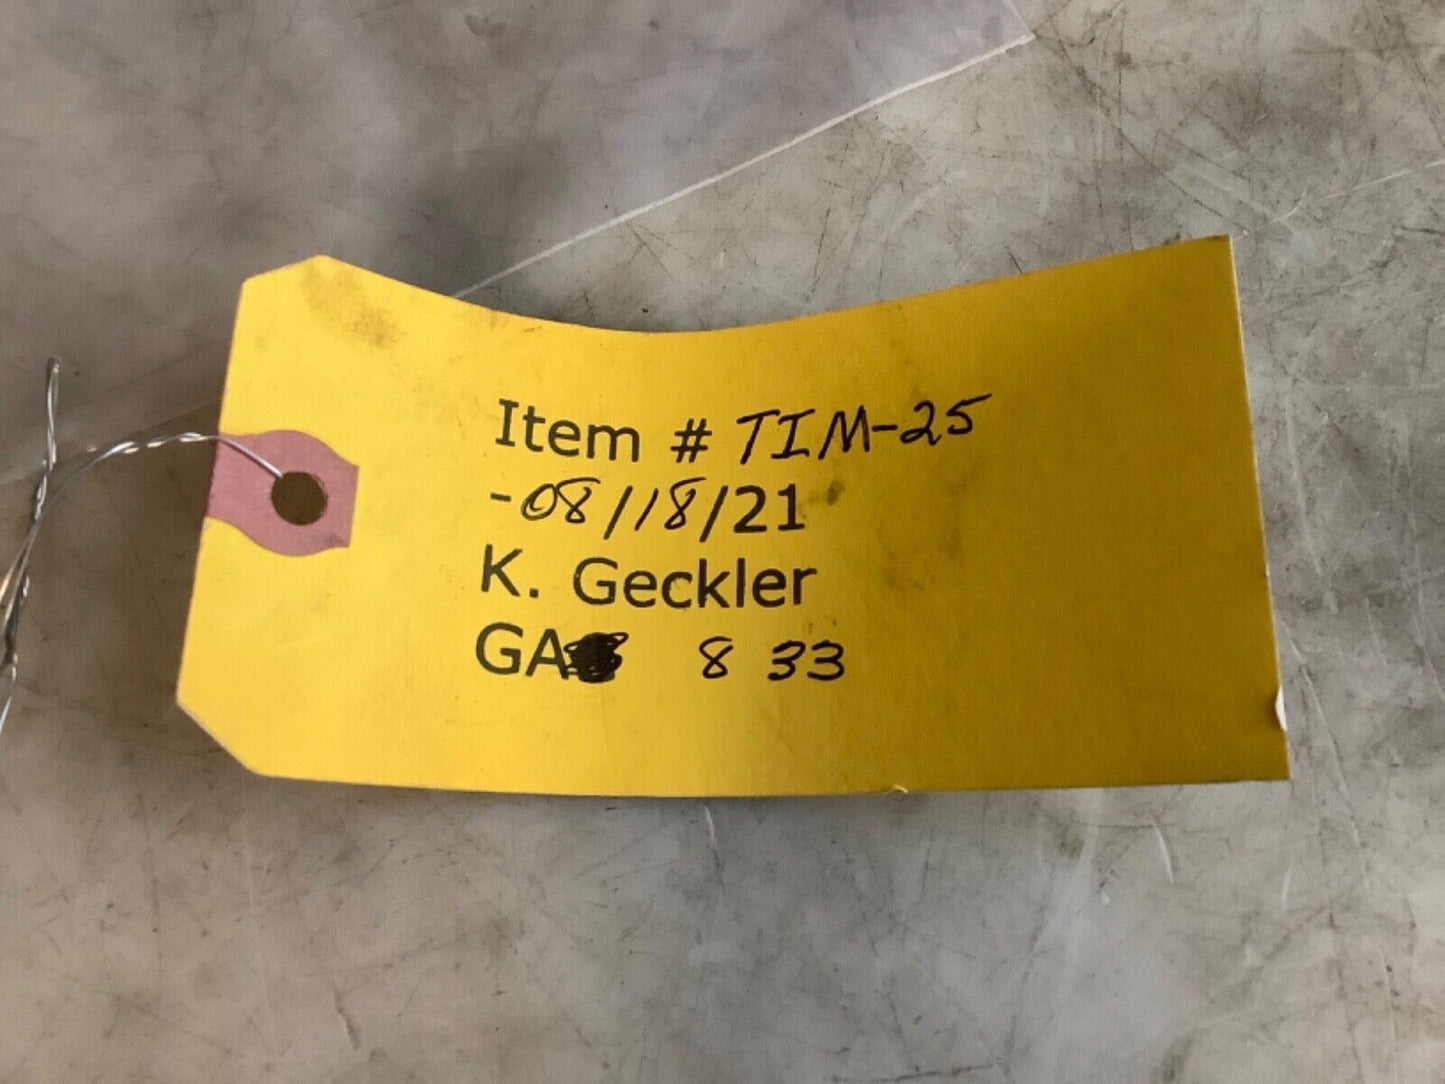 Item # TIM-25
-08/18/21
K. Geckler
GA 8 33